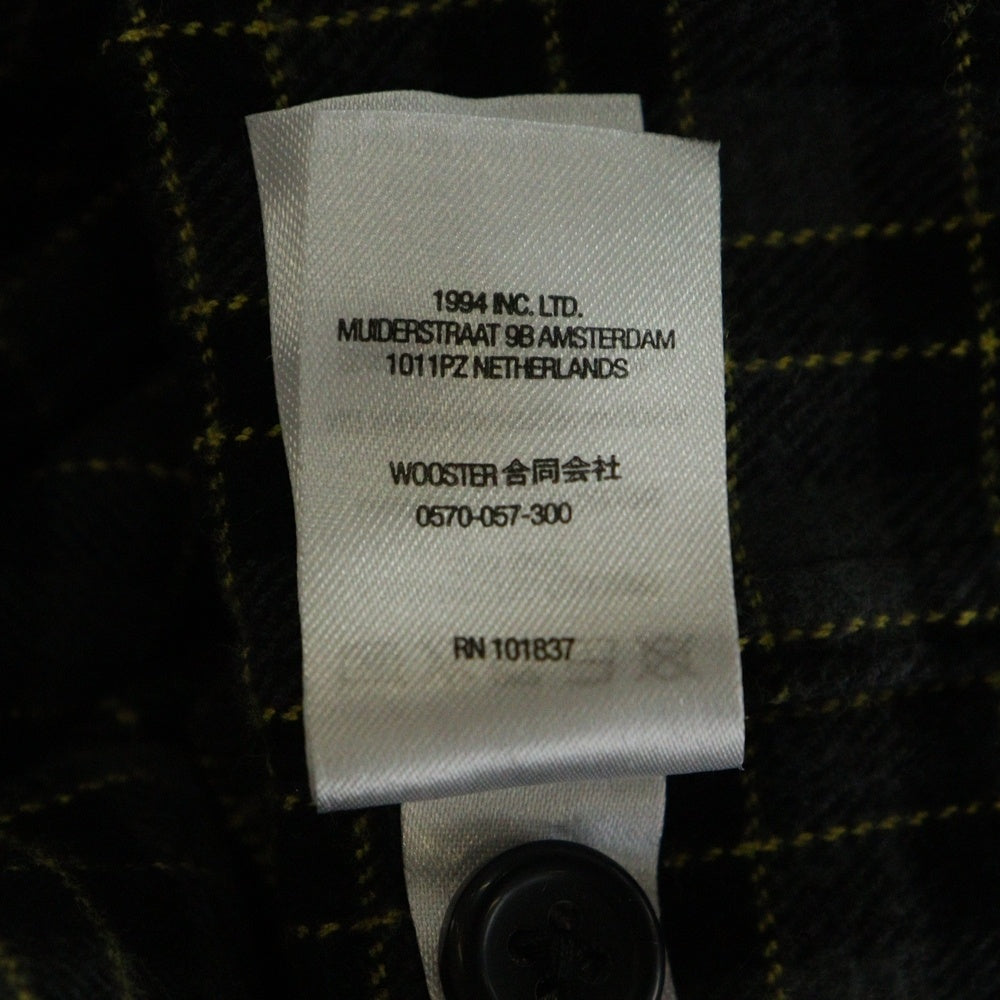 1994 INC. LTD.
MUIDERSTRAAT 9B AMSTERDAM
1011PZ NETHERLANDS
WOOSTER 合同会社
0570-057-300
RN 101837